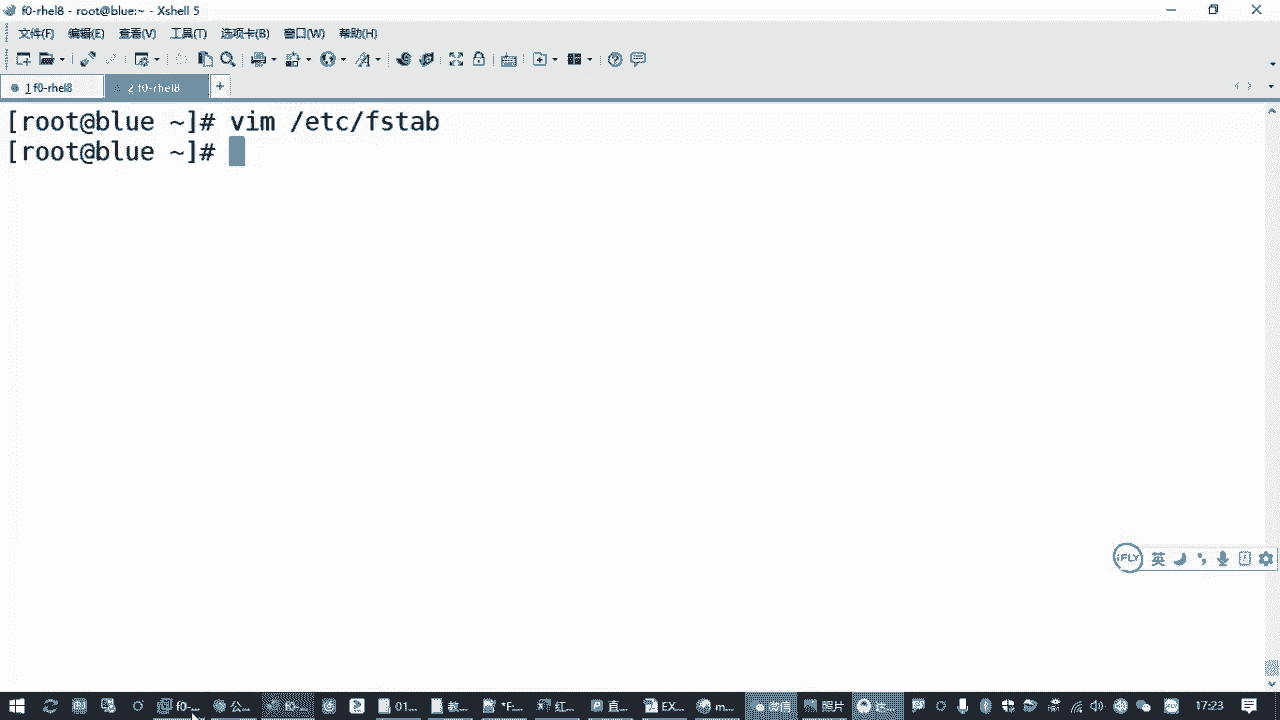 f0-rhel8 - root@blue:~ - Xshell 5
文件(F) 编辑(E) 查看(V) 工具(T) 选项卡(B) 窗口(W) 帮助(H)
1 f0-rhel8 2 f0-rhel8 +
[root@blue ~]# vim /etc/fstab
[root@blue ~]#
iFLY 英
f0-... 公... f0-... 01... 教... *F... 红... 直... EX... m... 微信 照片 17:23